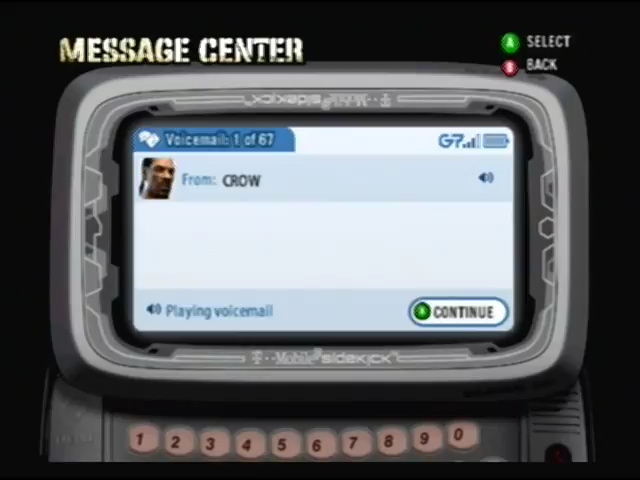 MESSAGE CENTER
A SELECT
B BACK
Voicemail: 1 of 67
G7
From: CROW
Playing voicemail
A CONTINUE
T··Mobile sidekick
1 2 3 4 5 6 7 8 9 0